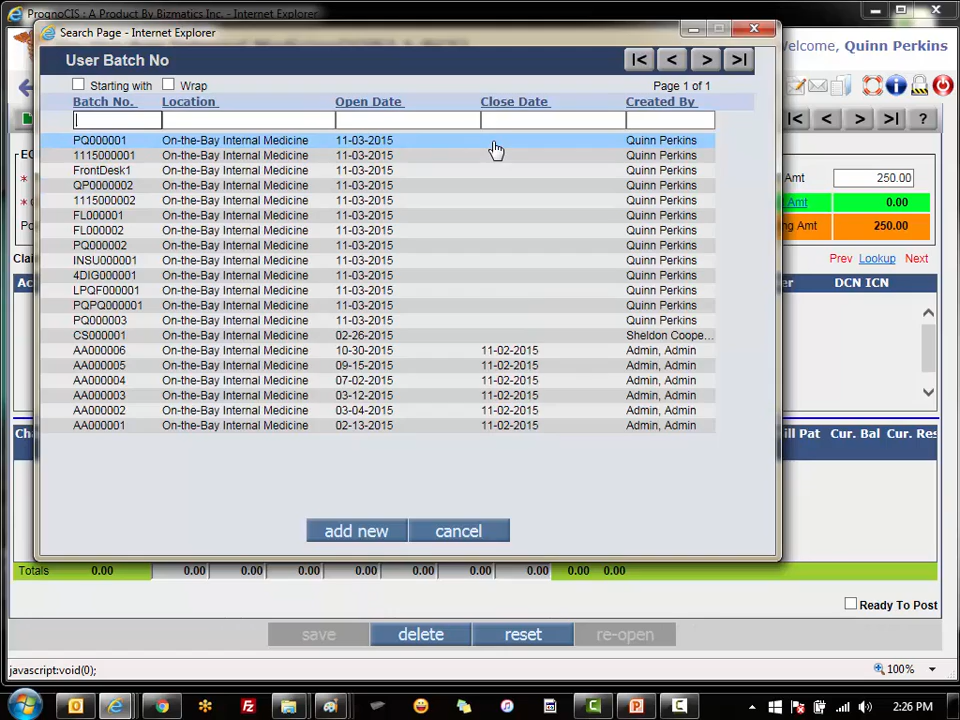 PrognoCIS : A Product By Bizmatics Inc. - Internet Explorer
Search Page - Internet Explorer
Welcome, Quinn Perkins
User Batch No
Starting with Wrap Page 1 of 1
Batch No. Location Open Date Close Date Created By
PQ000001 On-the-Bay Internal Medicine 11-03-2015 Quinn Perkins
1115000001 On-the-Bay Internal Medicine 11-03-2015 Quinn Perkins
FrontDesk1 On-the-Bay Internal Medicine 11-03-2015 Quinn Perkins
QP0000002 On-the-Bay Internal Medicine 11-03-2015 Quinn Perkins
1115000002 On-the-Bay Internal Medicine 11-03-2015 Quinn Perkins
FL000001 On-the-Bay Internal Medicine 11-03-2015 Quinn Perkins
FL000002 On-the-Bay Internal Medicine 11-03-2015 Quinn Perkins
PQ000002 On-the-Bay Internal Medicine 11-03-2015 Quinn Perkins
INSU000001 On-the-Bay Internal Medicine 11-03-2015 Quinn Perkins
4DIG000001 On-the-Bay Internal Medicine 11-03-2015 Quinn Perkins
LPQF000001 On-the-Bay Internal Medicine 11-03-2015 Quinn Perkins
PQPQ000001 On-the-Bay Internal Medicine 11-03-2015 Quinn Perkins
PQ000003 On-the-Bay Internal Medicine 11-03-2015 Quinn Perkins
CS000001 On-the-Bay Internal Medicine 02-26-2015 Sheldon Coope...
AA000006 On-the-Bay Internal Medicine 10-30-2015 11-02-2015 Admin, Admin
AA000005 On-the-Bay Internal Medicine 09-15-2015 11-02-2015 Admin, Admin
AA000004 On-the-Bay Internal Medicine 07-02-2015 11-02-2015 Admin, Admin
AA000003 On-the-Bay Internal Medicine 03-12-2015 11-02-2015 Admin, Admin
AA000002 On-the-Bay Internal Medicine 03-04-2015 11-02-2015 Admin, Admin
AA000001 On-the-Bay Internal Medicine 02-13-2015 11-02-2015 Admin, Admin
add new cancel
Amt 250.00
Amt 0.00
Amt 250.00
Prev Lookup Next
DCN ICN
Pat Cur. Bal Cur. Res
Totals 0.00 0.00 0.00 0.00 0.00 0.00 0.00 0.00 0.00
Ready To Post
save delete reset re-open
javascript:void(0); 100%
2:26 PM